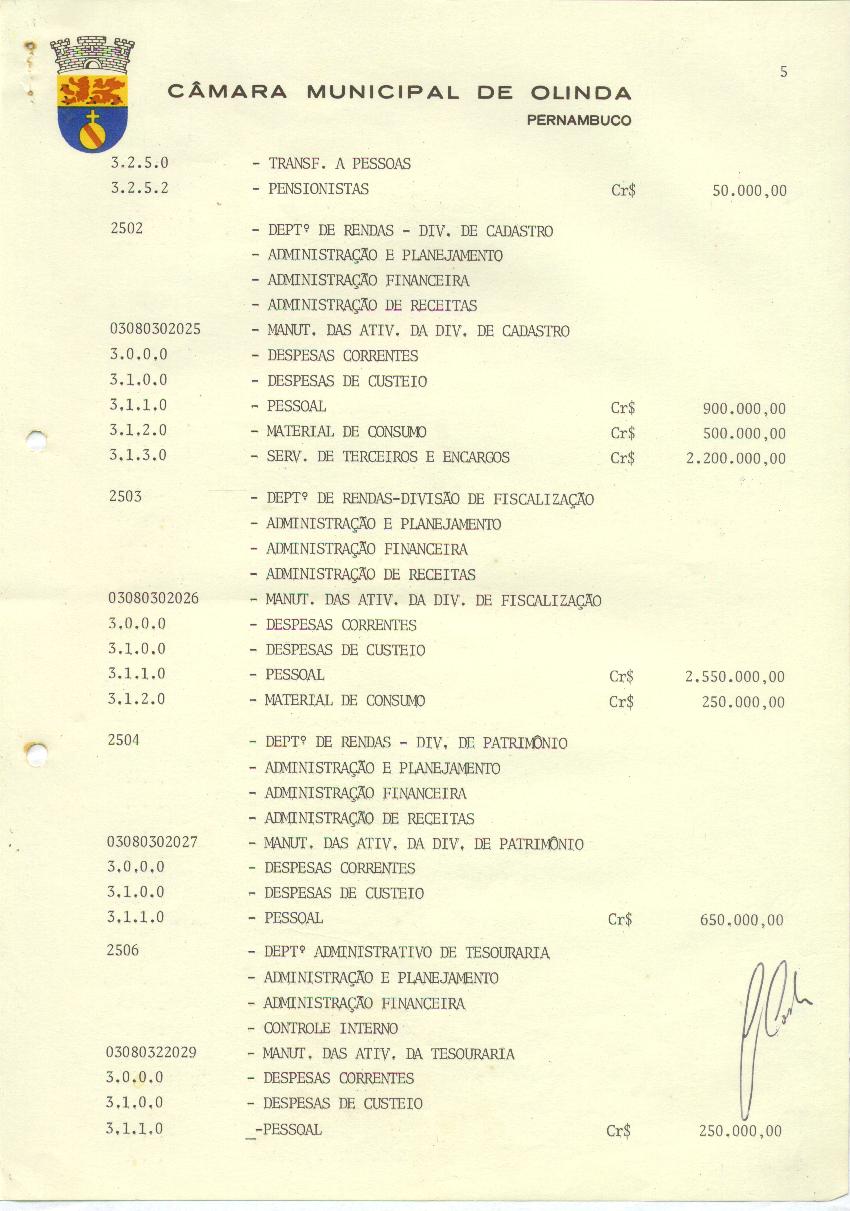 5
CÂMARA MUNICIPAL DE OLINDA
PERNAMBUCO
3.2.5.0 - TRANSF. A PESSOAS
3.2.5.2 - PENSIONISTAS Cr$ 50.000,00
2502 - DEPTº DE RENDAS - DIV. DE CADASTRO
- ADMINISTRAÇÃO E PLANEJAMENTO
- ADMINISTRAÇÃO FINANCEIRA
- ADMINISTRAÇÃO DE RECEITAS
03080302025 - MANUT. DAS ATIV. DA DIV. DE CADASTRO
3.0.0.0 - DESPESAS CORRENTES
3.1.0.0 - DESPESAS DE CUSTEIO
3.1.1.0 - PESSOAL Cr$ 900.000,00
3.1.2.0 - MATERIAL DE CONSUMO Cr$ 500.000,00
3.1.3.0 - SERV. DE TERCEIROS E ENCARGOS Cr$ 2.200.000,00
2503 - DEPTº DE RENDAS-DIVISÃO DE FISCALIZAÇÃO
- ADMINISTRAÇÃO E PLANEJAMENTO
- ADMINISTRAÇÃO FINANCEIRA
- ADMINISTRAÇÃO DE RECEITAS
03080302026 - MANUT. DAS ATIV. DA DIV. DE FISCALIZAÇÃO
3.0.0.0 - DESPESAS CORRENTES
3.1.0.0 - DESPESAS DE CUSTEIO
3.1.1.0 - PESSOAL Cr$ 2.550.000,00
3.1.2.0 - MATERIAL DE CONSUMO Cr$ 250.000,00
2504 - DEPTº DE RENDAS - DIV. DE PATRIMÔNIO
- ADMINISTRAÇÃO E PLANEJAMENTO
- ADMINISTRAÇÃO FINANCEIRA
- ADMINISTRAÇÃO DE RECEITAS
03080302027 - MANUT. DAS ATIV. DA DIV. DE PATRIMÔNIO
3.0.0.0 - DESPESAS CORRENTES
3.1.0.0 - DESPESAS DE CUSTEIO
3.1.1.0 - PESSOAL Cr$ 650.000,00
2506 - DEPTº ADMINISTRATIVO DE TESOURARIA
- ADMINISTRAÇÃO E PLANEJAMENTO
- ADMINISTRAÇÃO FINANCEIRA
- CONTROLE INTERNO
03080322029 - MANUT. DAS ATIV. DA TESOURARIA
3.0.0.0 - DESPESAS CORRENTES
3.1.0.0 - DESPESAS DE CUSTEIO
3.1.1.0 _-PESSOAL Cr$ 250.000,00